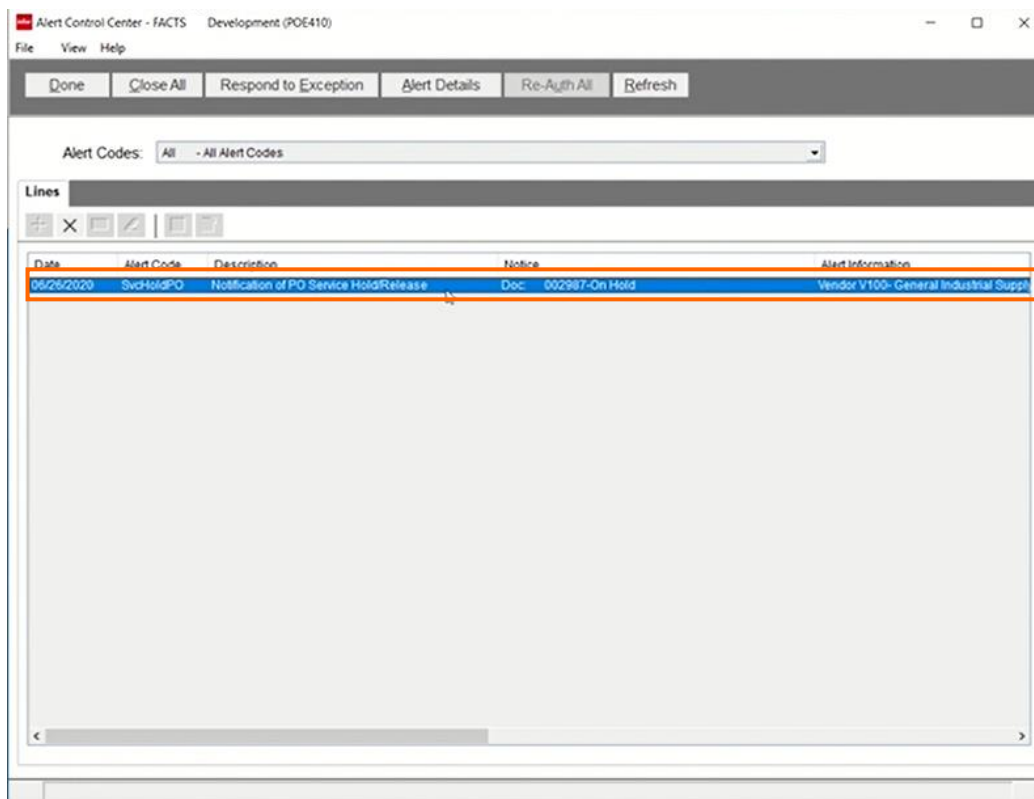 Alert Control Center - FACTS Development (POE410)
File View Help
Done Close All Respond to Exception Alert Details Re-Auth All Refresh
Alert Codes: All - All Alert Codes
Lines
Date Alert Code Description Notice Alert Information
06/26/2020 SvcHoldPO Notification of PO Service Hold/Release Doc: 002987-On Hold Vendor V100- General Industrial Supply